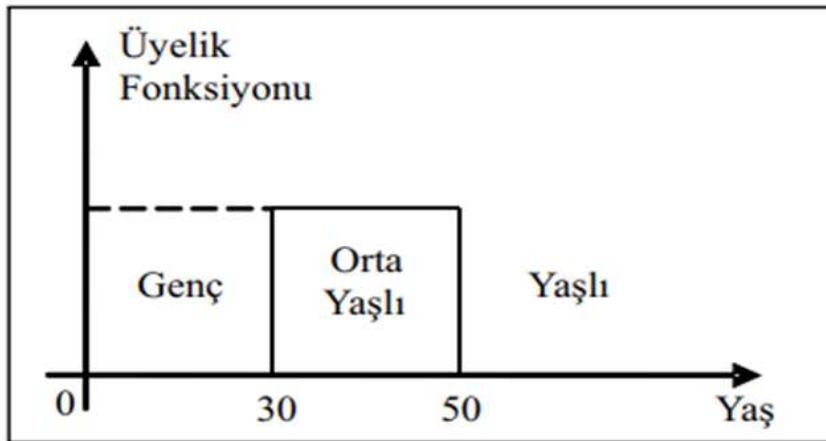 Üyelik
Fonksiyonu
Genç
Orta
Yaşlı
Yaşlı
0
30
50
Yaş